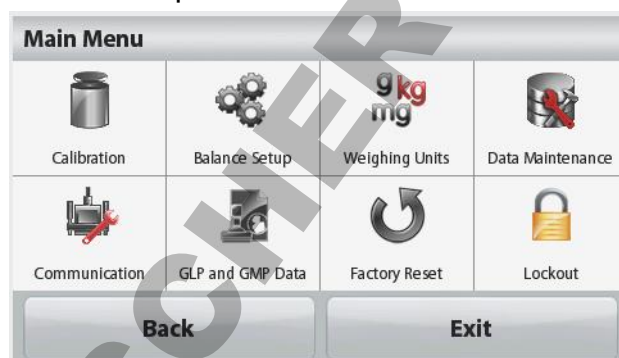 Main Menu
g kg
mg
Calibration
Balance Setup
Weighing Units
Data Maintenance
Communication
GLP and GMP Data
Factory Reset
Lockout
Back
Exit